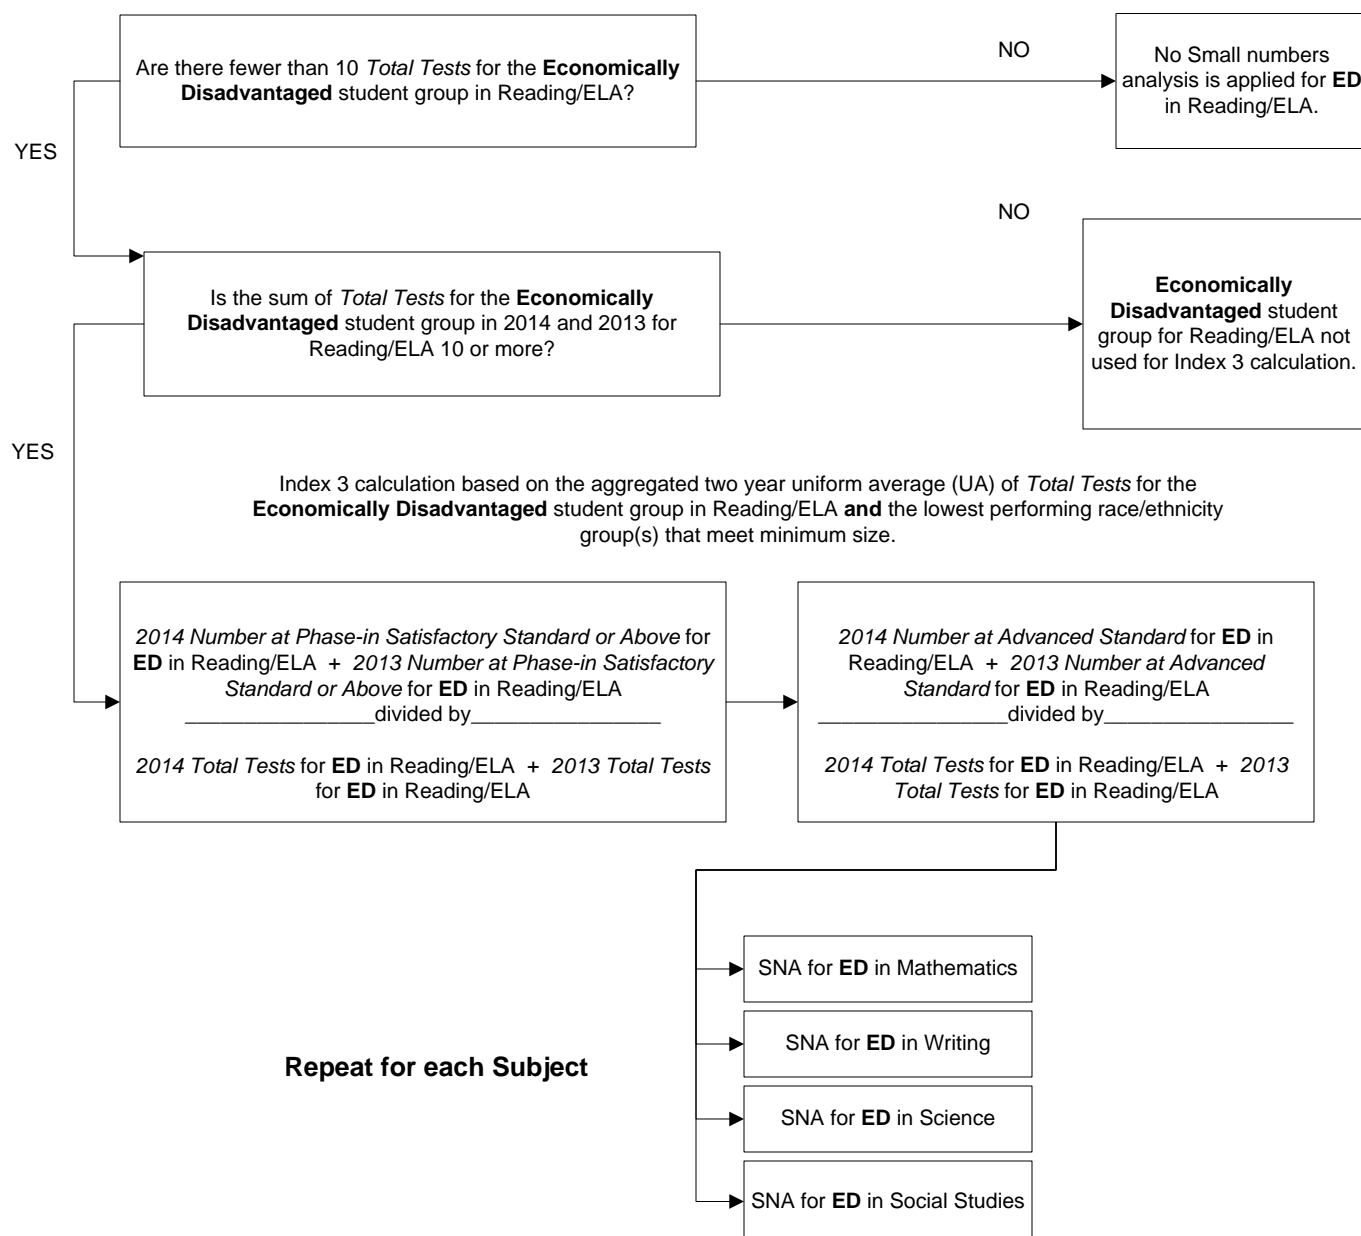 Are there fewer than 10 Total Tests for the Economically
Disadvantaged student group in Reading/ELA?
NO
No Small numbers
analysis is applied for ED
in Reading/ELA.
YES
Is the sum of Total Tests for the Economically
Disadvantaged student group in 2014 and 2013 for
Reading/ELA 10 or more?
NO
Economically
Disadvantaged student
group for Reading/ELA not
used for Index 3 calculation.
YES
Index 3 calculation based on the aggregated two year uniform average (UA) of Total Tests for the
Economically Disadvantaged student group in Reading/ELA and the lowest performing race/ethnicity
group(s) that meet minimum size.
2014 Number at Phase-in Satisfactory Standard or Above for
ED in Reading/ELA + 2013 Number at Phase-in Satisfactory
Standard or Above for ED in Reading/ELA
________________divided by________________
2014 Total Tests for ED in Reading/ELA + 2013 Total Tests
for ED in Reading/ELA
2014 Number at Advanced Standard for ED in
Reading/ELA + 2013 Number at Advanced
Standard for ED in Reading/ELA
________________divided by________________
2014 Total Tests for ED in Reading/ELA + 2013
Total Tests for ED in Reading/ELA
Repeat for each Subject
SNA for ED in Mathematics
SNA for ED in Writing
SNA for ED in Science
SNA for ED in Social Studies